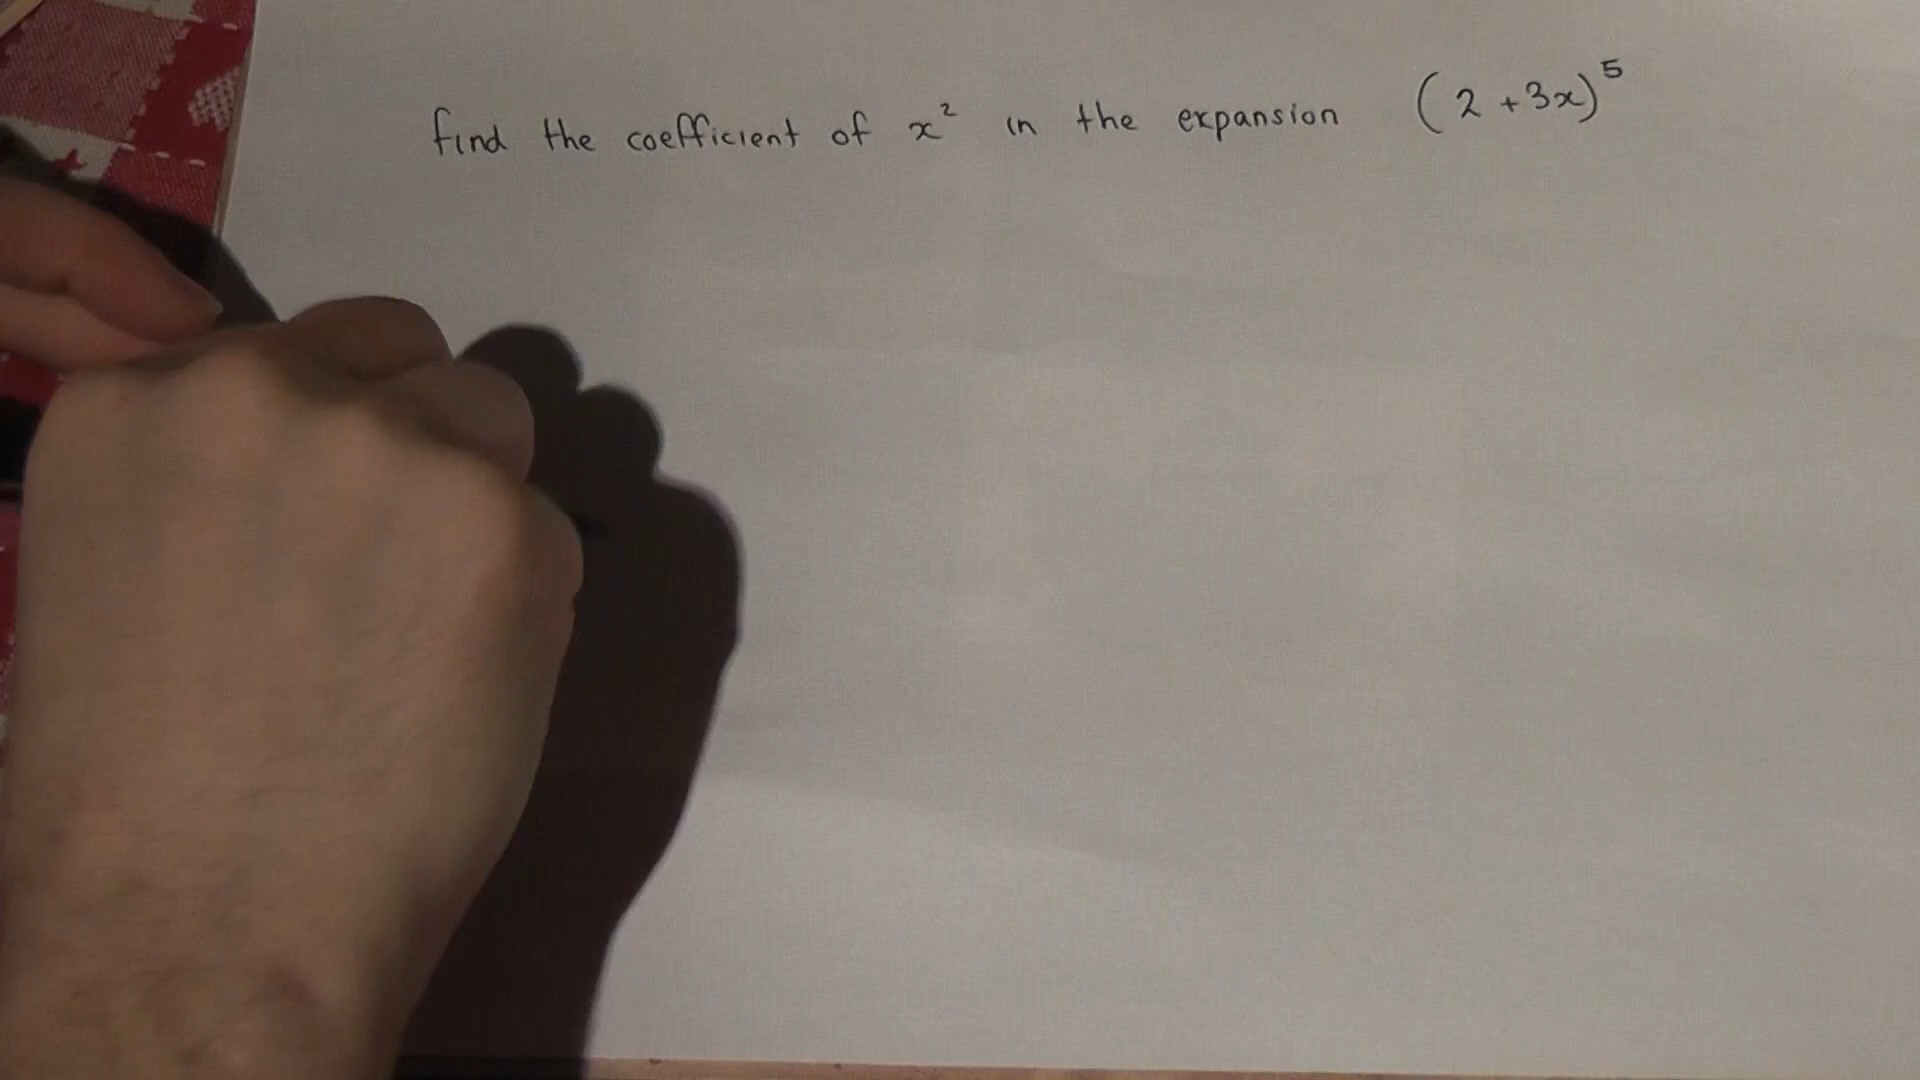 find the coefficient of x² in the expansion (2 + 3x)⁵